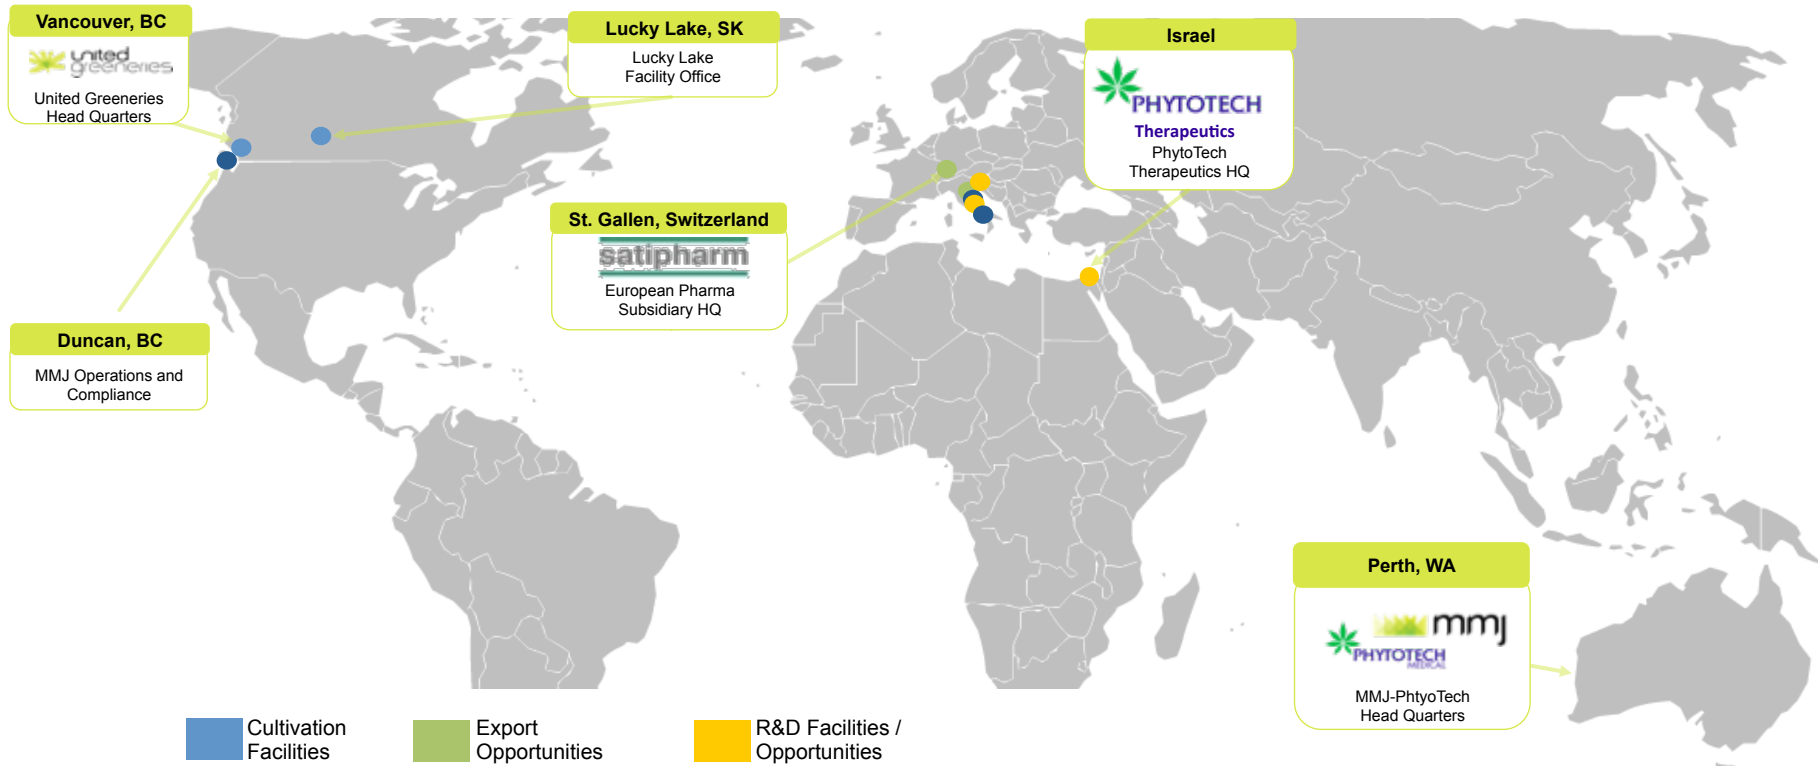 Vancouver, BC
united
greeneries
United Greeneries
Head Quarters
Lucky Lake, SK
Lucky Lake
Facility Office
Israel
PHYTOTECH
Therapeutics
PhytoTech
Therapeutics HQ
St. Gallen, Switzerland
satipharm
European Pharma
Subsidiary HQ
Duncan, BC
MMJ Operations and
Compliance
Perth, WA
mmj
PHYTOTECH
MEDICAL
MMJ-PhtyoTech
Head Quarters
Cultivation
Facilities
Export
Opportunities
R&D Facilities /
Opportunities